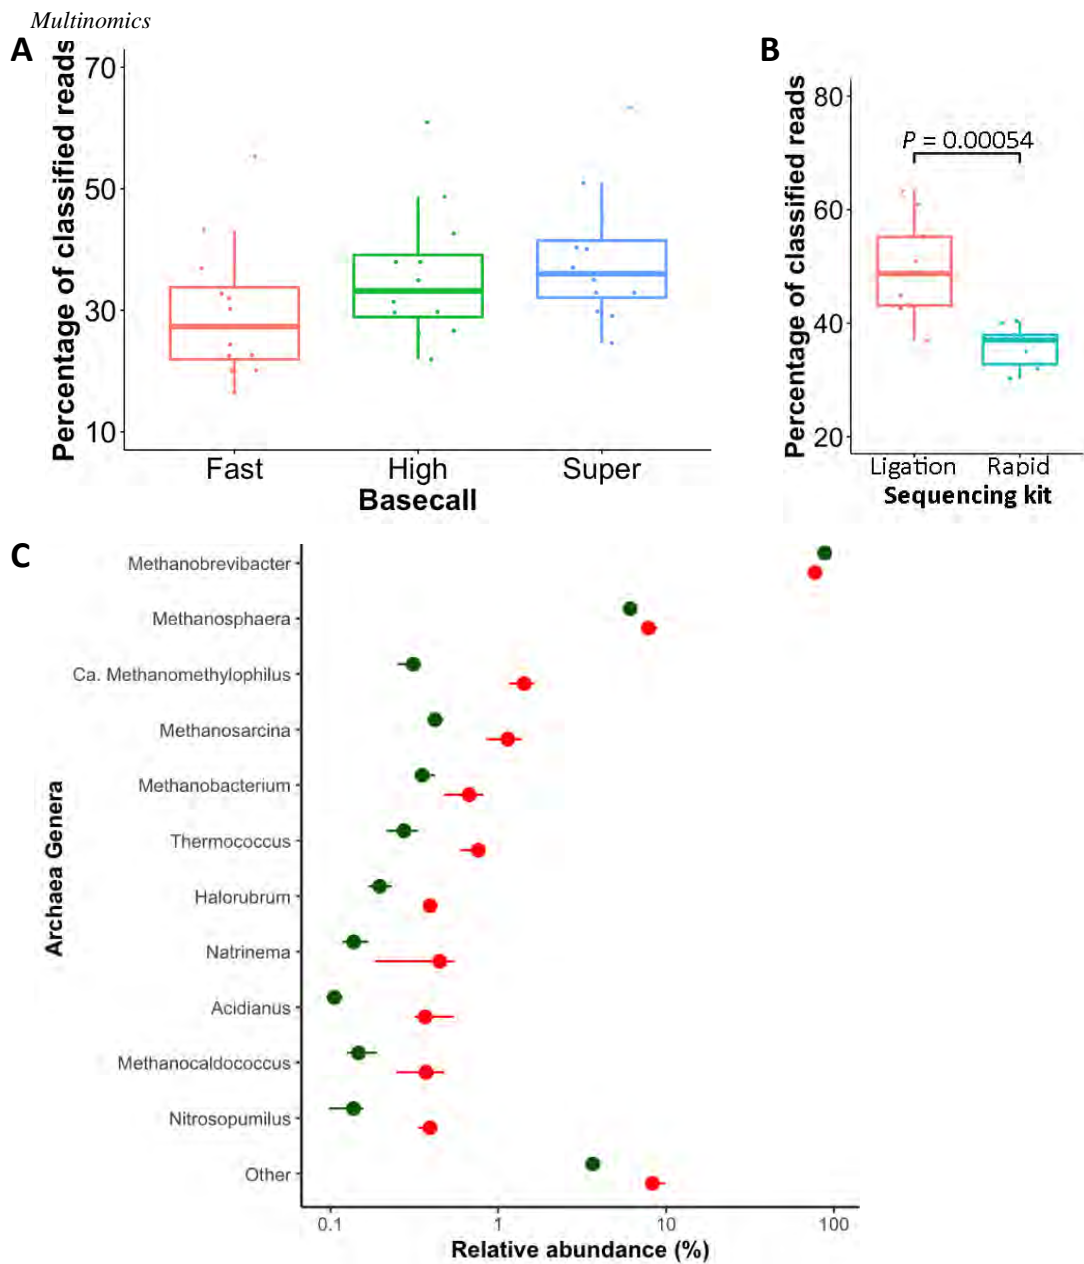 Multinomics
A
Percentage of classified reads
70
50
30
10
Fast High Super
Basecall
B
Percentage of classified reads
80
60
40
20
P = 0.00054
Ligation Rapid
Sequencing kit
C
Archaea Genera
Methanobrevibacter
Methanosphaera
Ca. Methanomethylophilus
Methanosarcina
Methanobacterium
Thermococcus
Halorubrum
Natrinema
Acidianus
Methanocaldococcus
Nitrosopumilus
Other
0.1 1 10 100
Relative abundance (%)